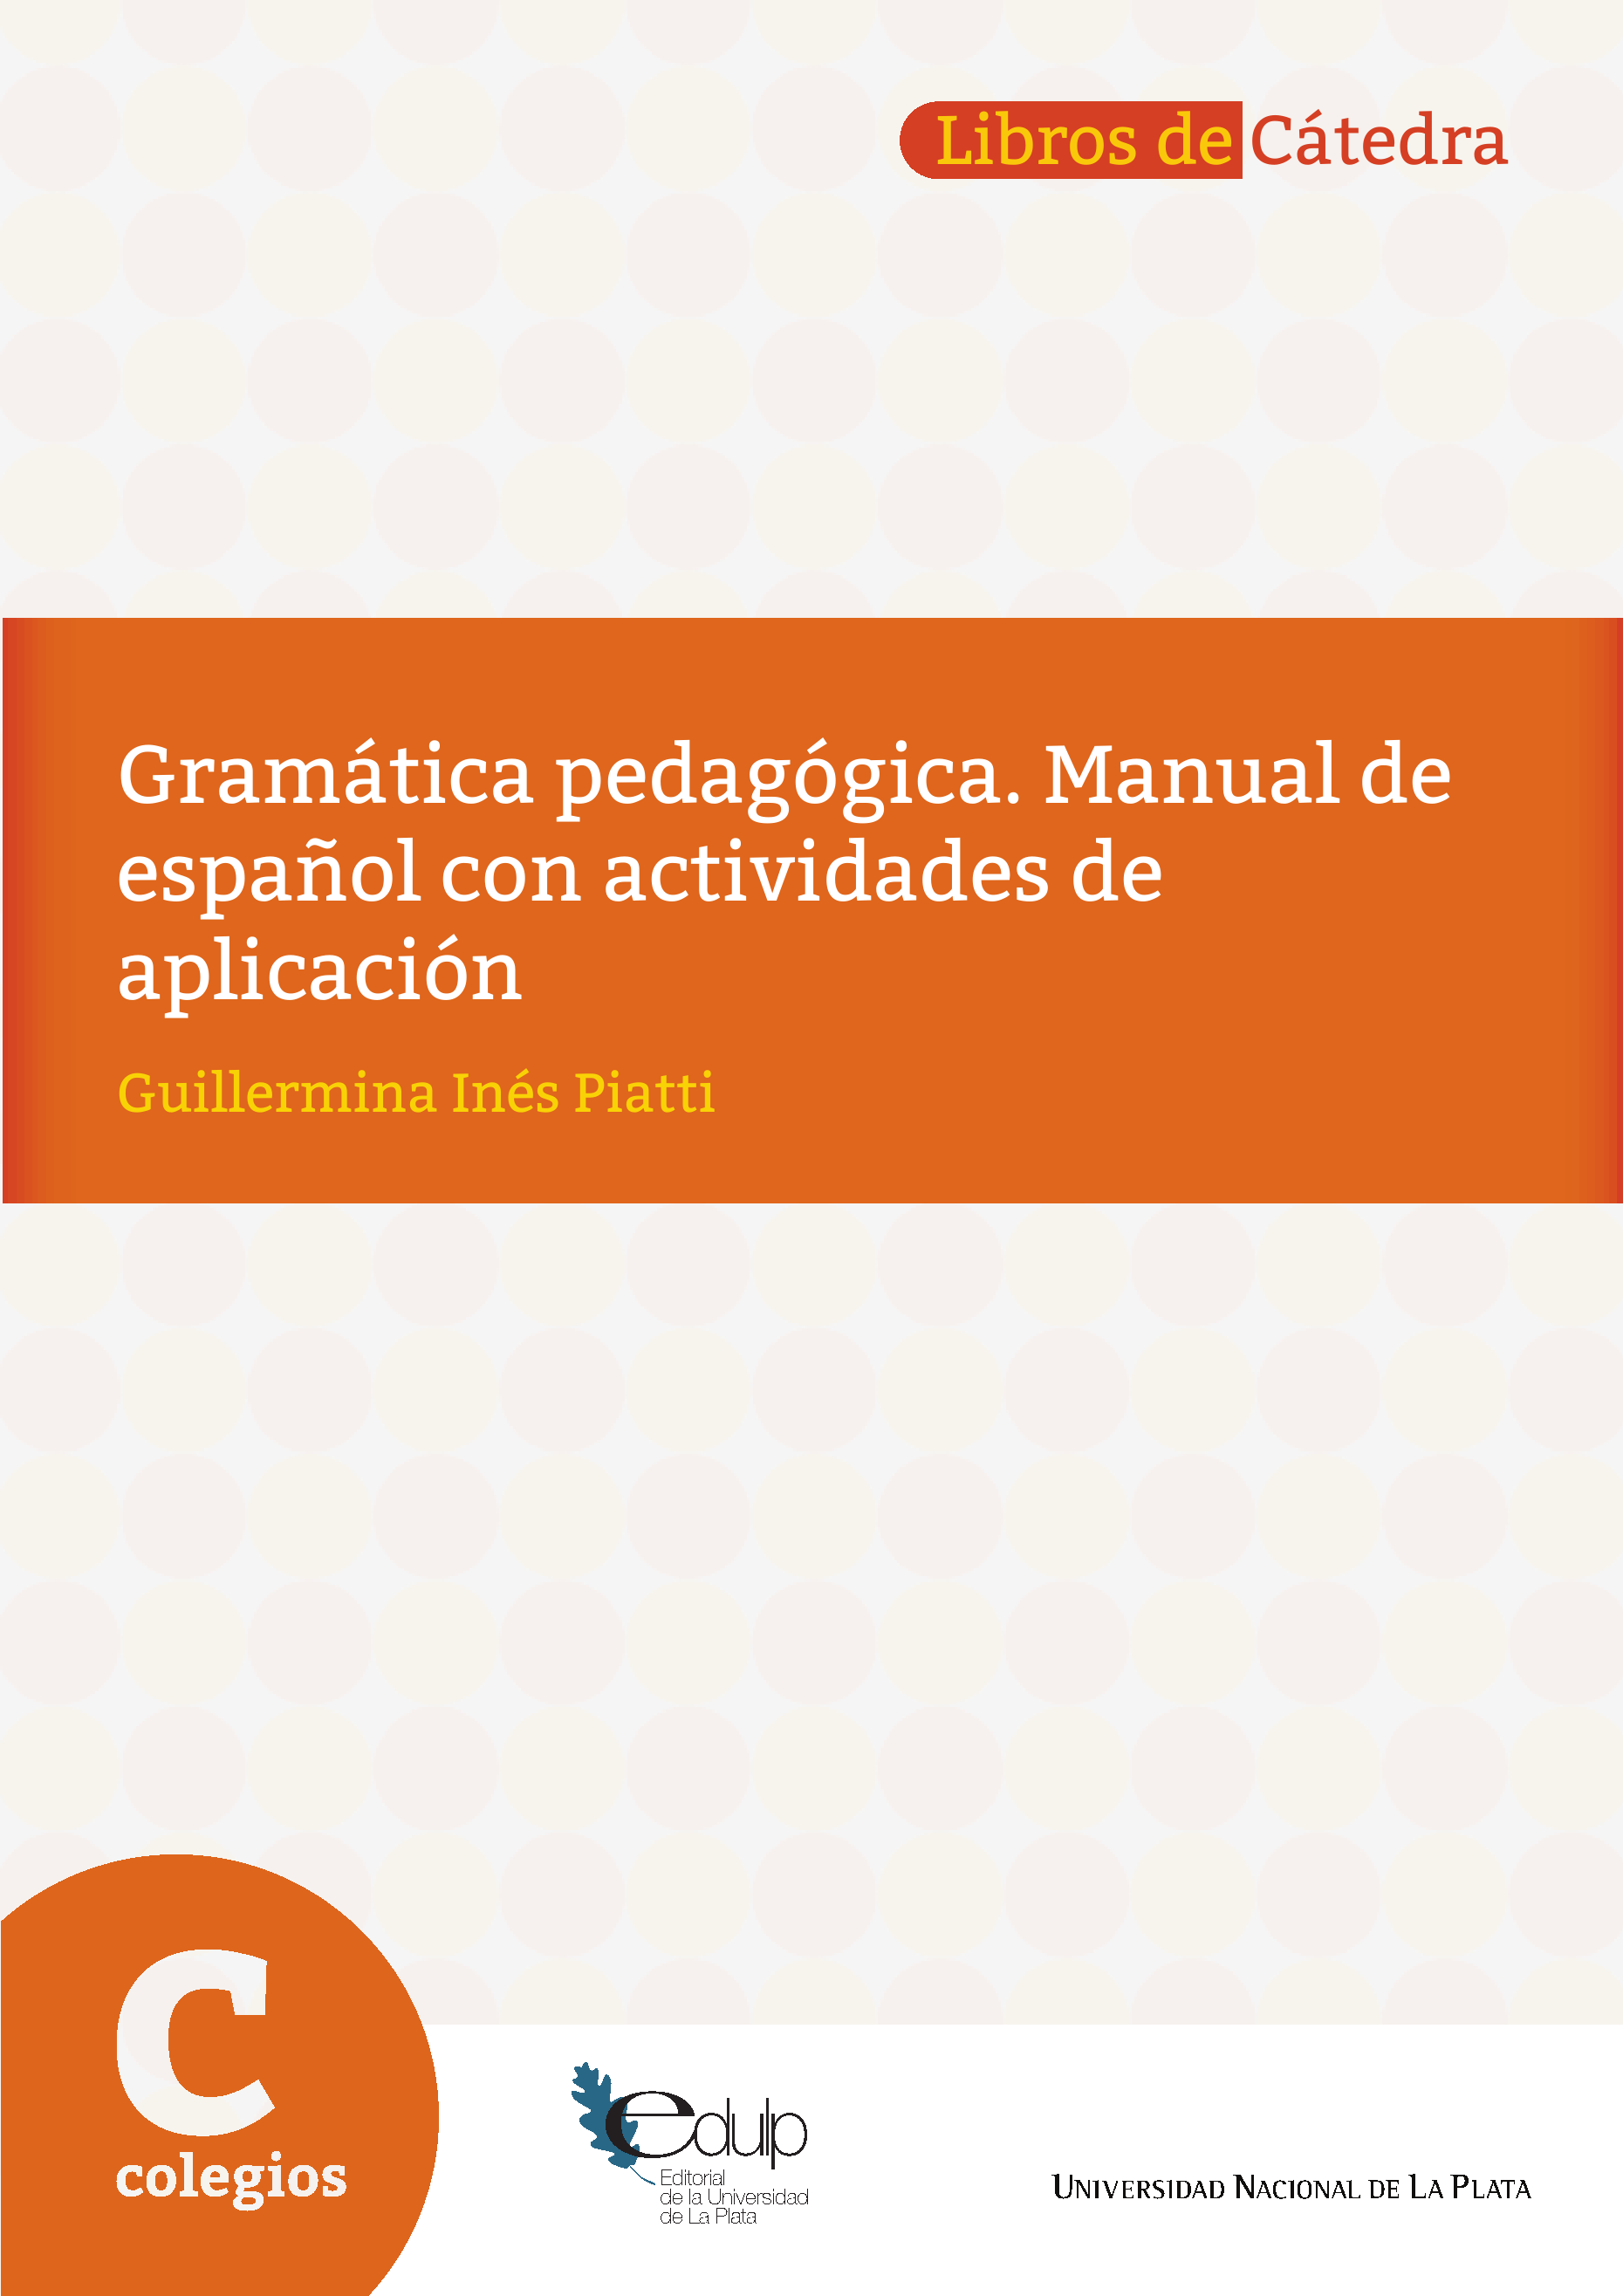 Libros de Cátedra
Gramática pedagógica. Manual de
español con actividades de
aplicación
Guillermina Inés Piatti
C
colegios
edulp
Editorial
de la Universidad
de La Plata
UNIVERSIDAD NACIONAL DE LA PLATA